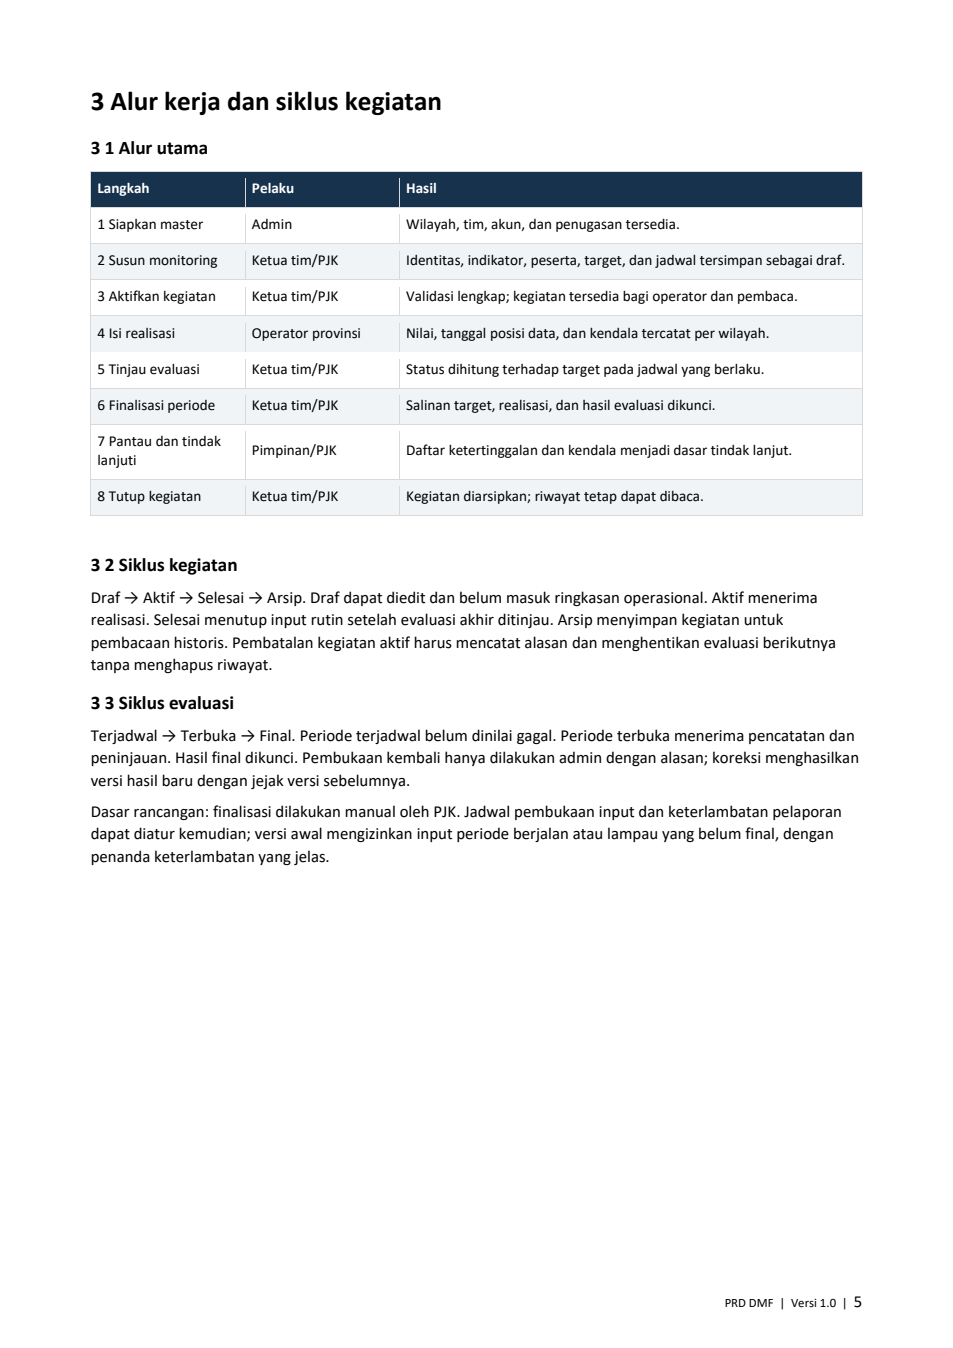 3 Alur kerja dan siklus kegiatan
3 1 Alur utama
Langkah Pelaku Hasil
1 Siapkan master Admin Wilayah, tim, akun, dan penugasan tersedia.
2 Susun monitoring Ketua tim/PJK Identitas, indikator, peserta, target, dan jadwal tersimpan sebagai draf.
3 Aktifkan kegiatan Ketua tim/PJK Validasi lengkap; kegiatan tersedia bagi operator dan pembaca.
4 Isi realisasi Operator provinsi Nilai, tanggal posisi data, dan kendala tercatat per wilayah.
5 Tinjau evaluasi Ketua tim/PJK Status dihitung terhadap target pada jadwal yang berlaku.
6 Finalisasi periode Ketua tim/PJK Salinan target, realisasi, dan hasil evaluasi dikunci.
7 Pantau dan tindak
lanjuti Pimpinan/PJK Daftar ketertinggalan dan kendala menjadi dasar tindak lanjut.
8 Tutup kegiatan Ketua tim/PJK Kegiatan diarsipkan; riwayat tetap dapat dibaca.
3 2 Siklus kegiatan
Draf → Aktif → Selesai → Arsip. Draf dapat diedit dan belum masuk ringkasan operasional. Aktif menerima
realisasi. Selesai menutup input rutin setelah evaluasi akhir ditinjau. Arsip menyimpan kegiatan untuk
pembacaan historis. Pembatalan kegiatan aktif harus mencatat alasan dan menghentikan evaluasi berikutnya
tanpa menghapus riwayat.
3 3 Siklus evaluasi
Terjadwal → Terbuka → Final. Periode terjadwal belum dinilai gagal. Periode terbuka menerima pencatatan dan
peninjauan. Hasil final dikunci. Pembukaan kembali hanya dilakukan admin dengan alasan; koreksi menghasilkan
versi hasil baru dengan jejak versi sebelumnya.
Dasar rancangan: finalisasi dilakukan manual oleh PJK. Jadwal pembukaan input dan keterlambatan pelaporan
dapat diatur kemudian; versi awal mengizinkan input periode berjalan atau lampau yang belum final, dengan
penanda keterlambatan yang jelas.
PRD DMF | Versi 1.0 | 5